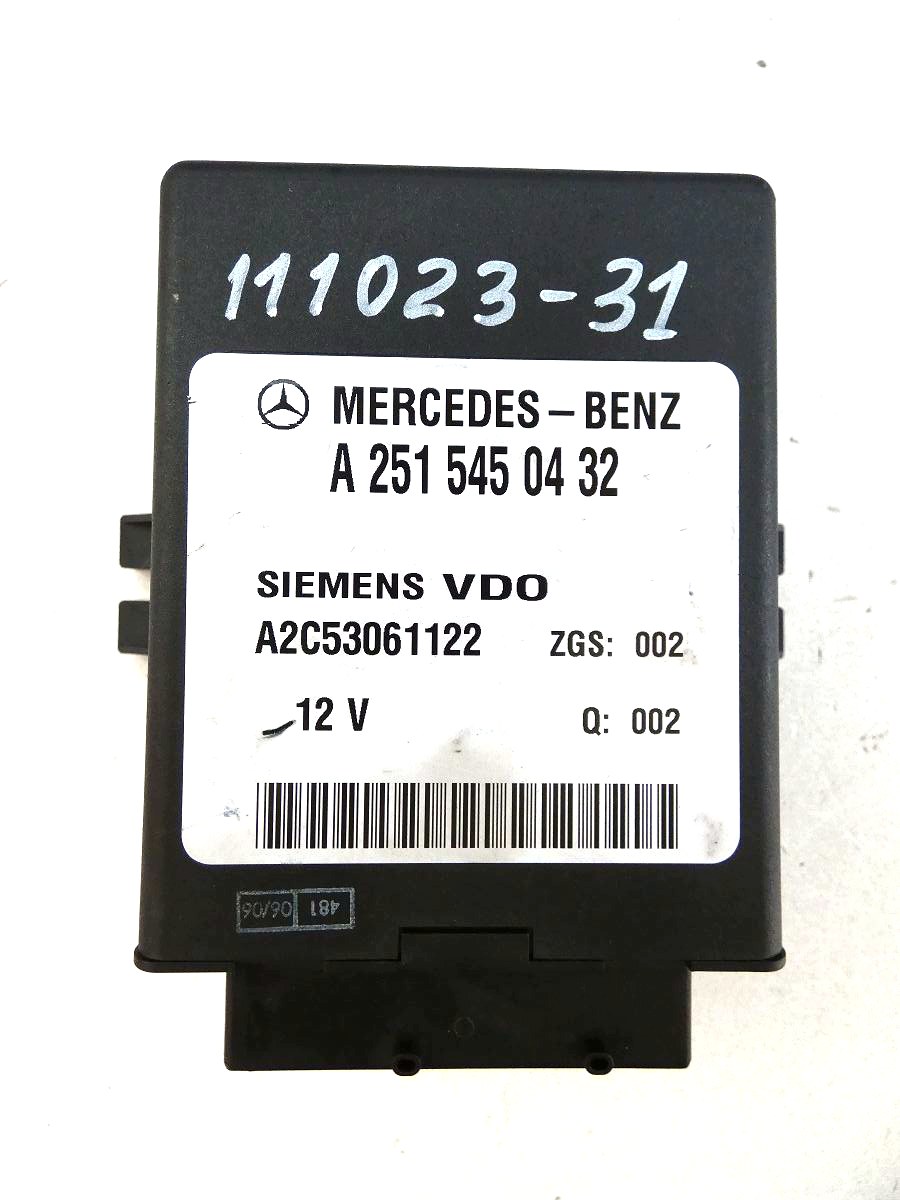 111023-31
MERCEDES-BENZ
A 251 545 04 32
SIEMENS VDO
A2C53061122 ZGS: 002
12 V Q: 002
481 06/06